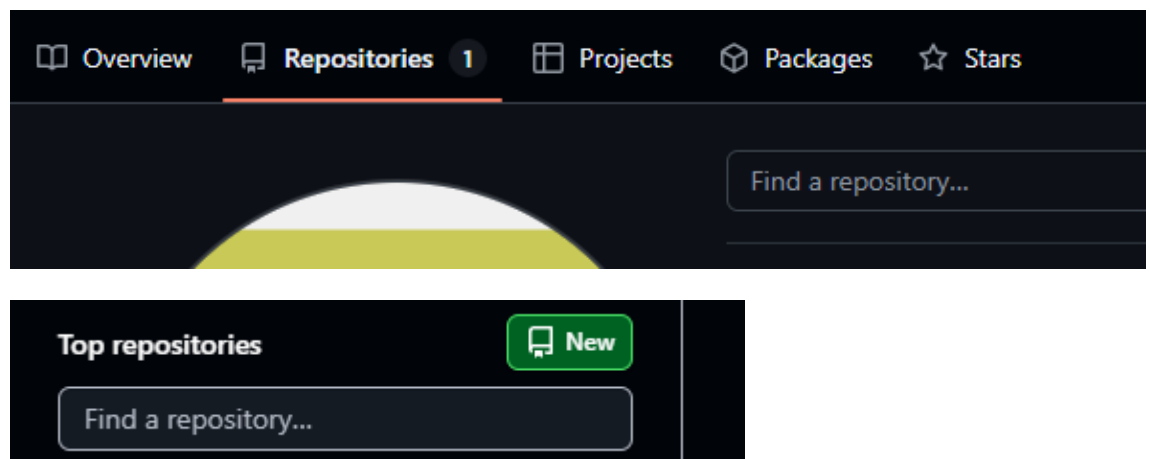 Overview Repositories 1 Projects Packages Stars
Find a repository...
Top repositories New
Find a repository...